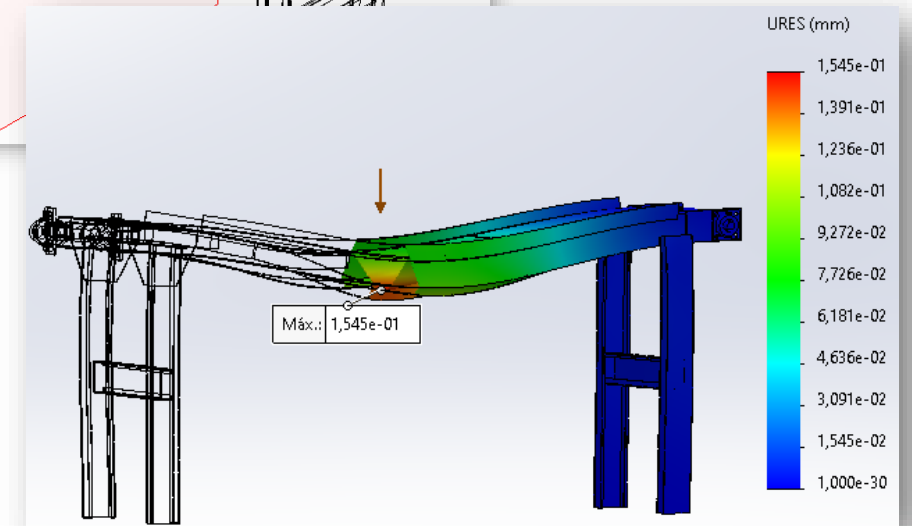 URES (mm)
1,545e-01
1,391e-01
1,236e-01
1,082e-01
9,272e-02
7,726e-02
6,181e-02
4,636e-02
3,091e-02
1,545e-02
1,000e-30
Máx.: 1,545e-01